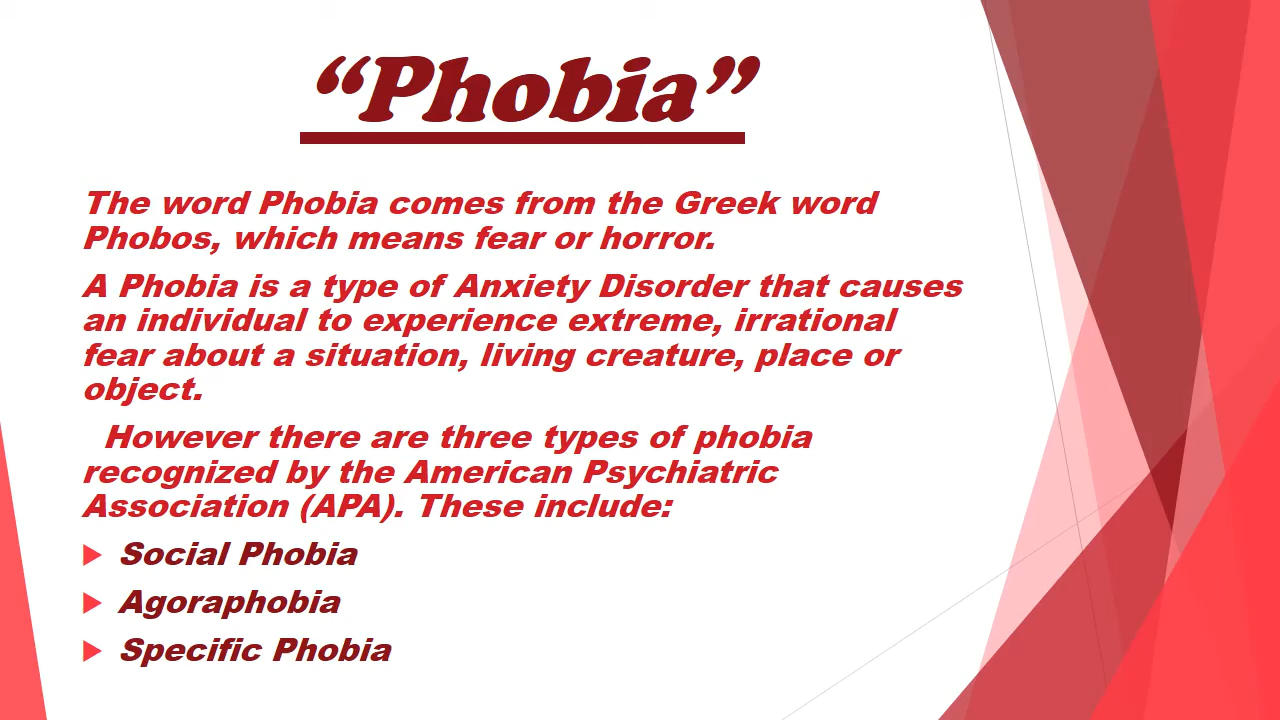 “Phobia”
The word Phobia comes from the Greek word
Phobos, which means fear or horror.
A Phobia is a type of Anxiety Disorder that causes
an individual to experience extreme, irrational
fear about a situation, living creature, place or
object.
However there are three types of phobia
recognized by the American Psychiatric
Association (APA). These include:
Social Phobia
Agoraphobia
Specific Phobia